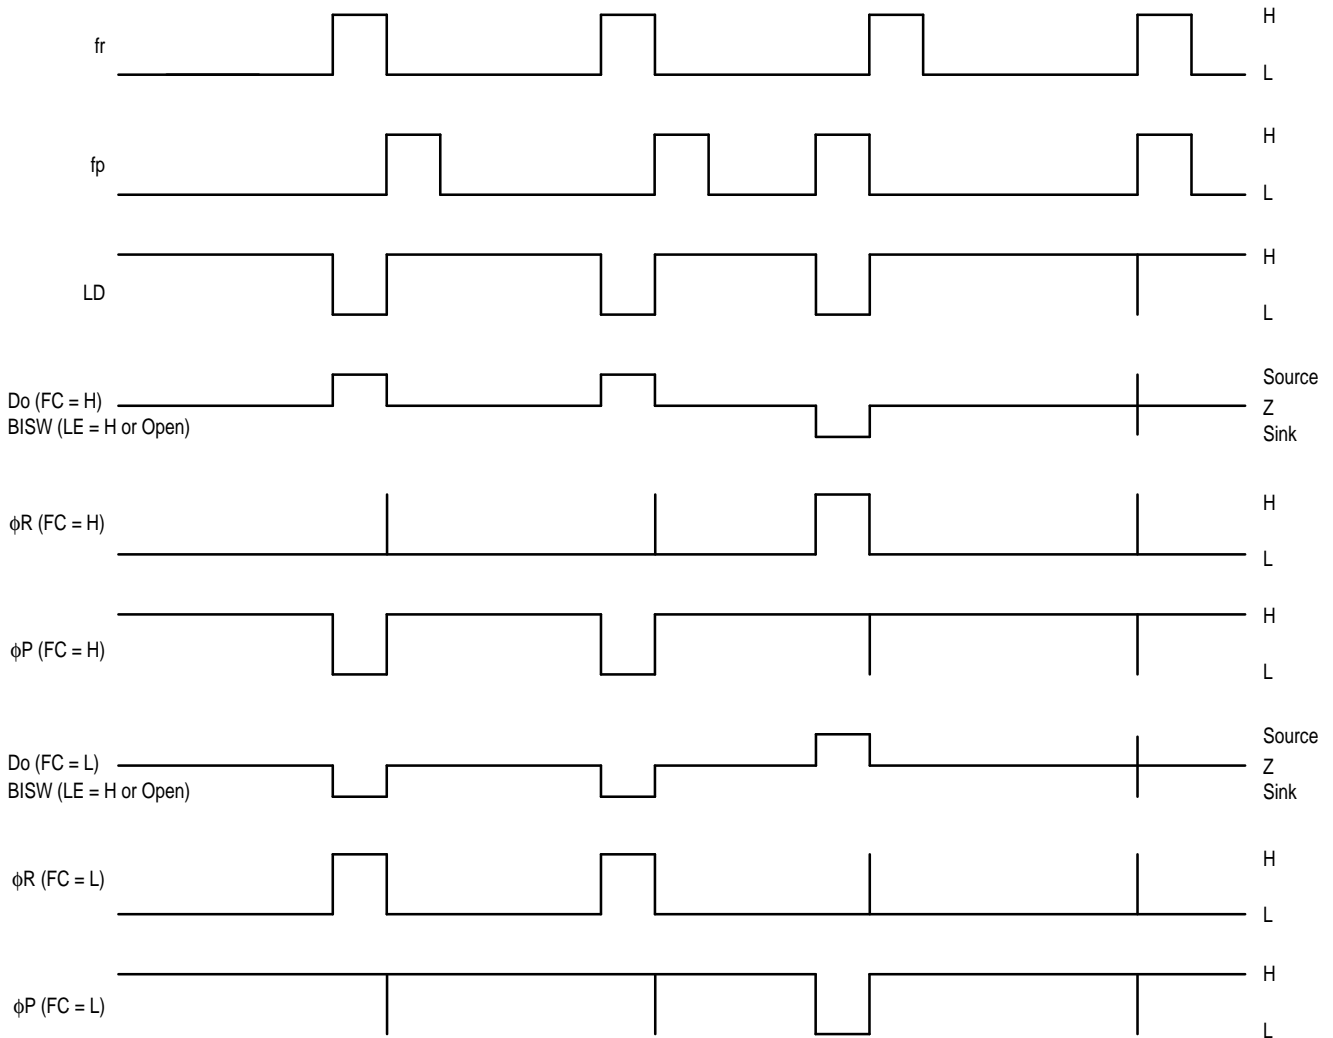 fr
H
L
fp
H
L
LD
H
L
Do (FC = H)
BISW (LE = H or Open)
Source
Z
Sink
ϕR (FC = H)
H
L
ϕP (FC = H)
H
L
Do (FC = L)
BISW (LE = H or Open)
Source
Z
Sink
ϕR (FC = L)
H
L
ϕP (FC = L)
H
L